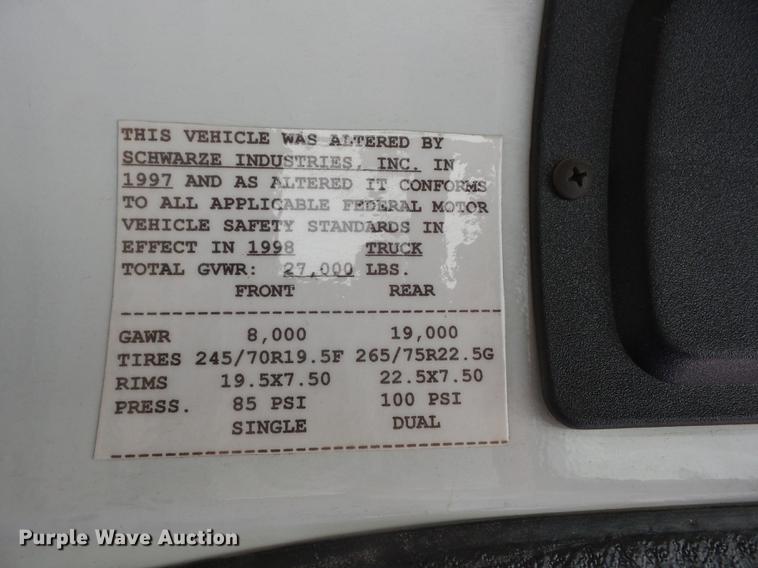 THIS VEHICLE WAS ALTERED BY
SCHWARZE INDUSTRIES, INC. IN
1997 AND AS ALTERED IT CONFORMS
TO ALL APPLICABLE FEDERAL MOTOR
VEHICLE SAFETY STANDARDS IN
EFFECT IN 1998 TRUCK
TOTAL GVWR: 27,000 LBS.
FRONT REAR
GAWR 8,000 19,000
TIRES 245/70R19.5F 265/75R22.5G
RIMS 19.5X7.50 22.5X7.50
PRESS. 85 PSI 100 PSI
SINGLE DUAL
Purple Wave Auction